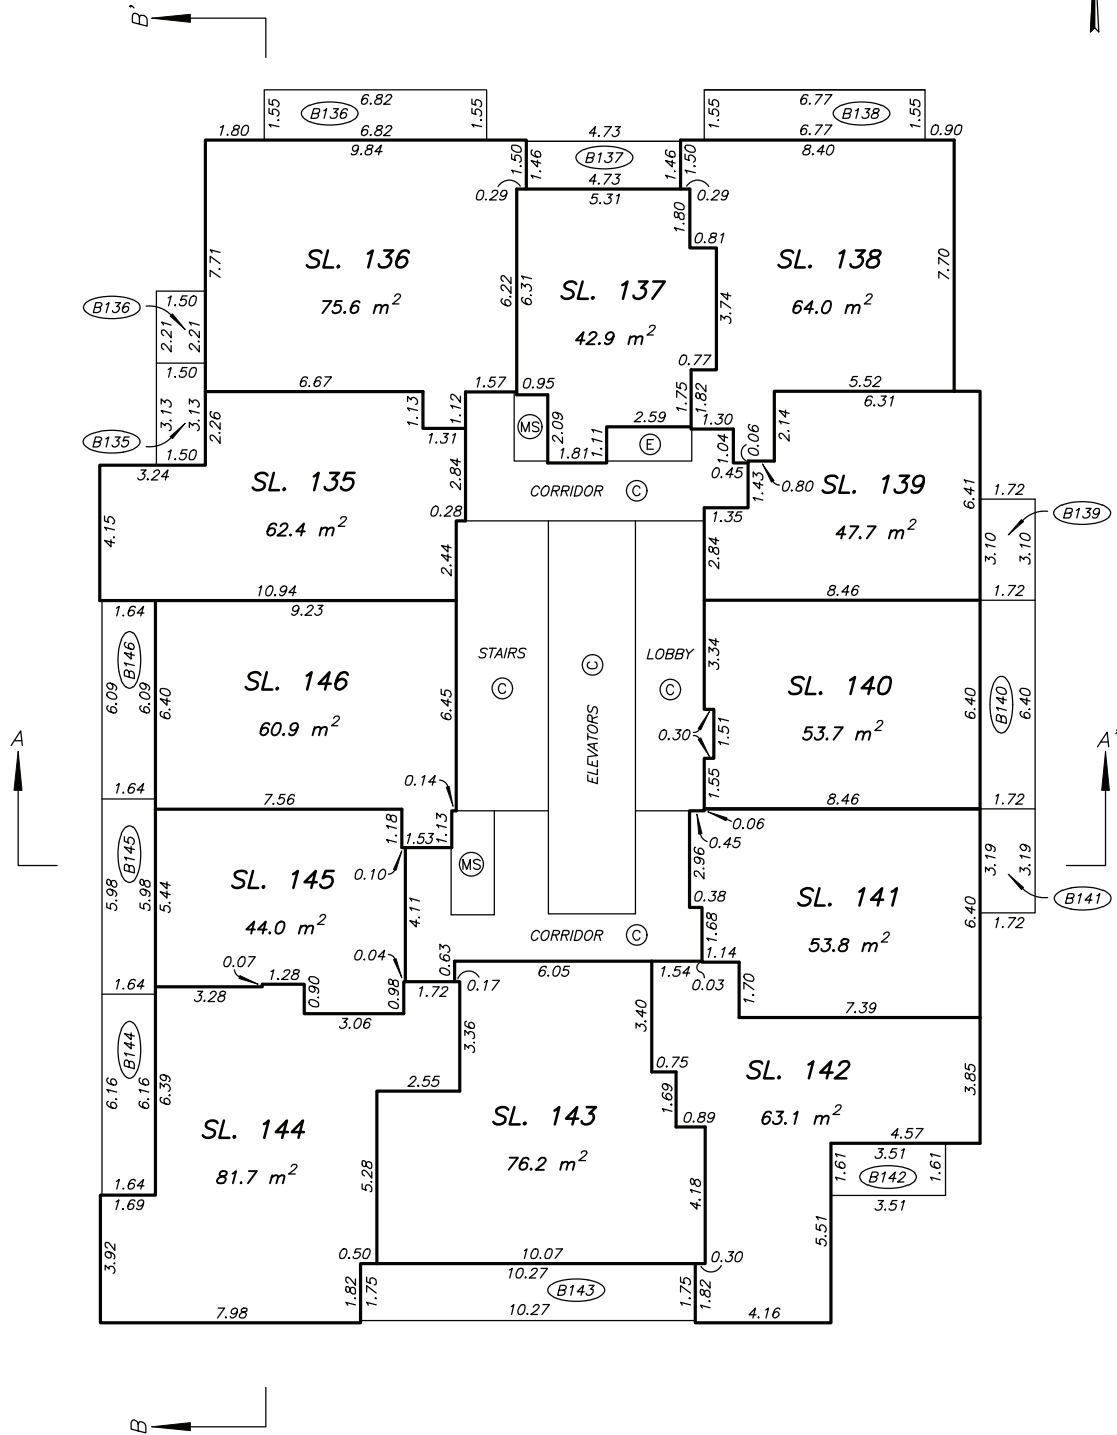 B'
1.55 6.82 1.55
B136
1.80 6.82
9.84
1.50
1.46
4.73
B137
4.73
5.31
1.46
1.50
1.55 6.77 1.55
B138
6.77 0.90
8.40
0.29
0.29
1.80
0.81
7.71
SL. 136
75.6 m²
6.22
6.31
SL. 137
42.9 m²
3.74
0.77
SL. 138
64.0 m²
7.70
B136
1.50
2.21
2.21
1.50
3.13
3.13
B135
1.50
2.26
3.24
6.67
1.13
1.12
1.31
1.57
0.95
MS
2.09
1.81
1.11
2.59
E
1.75
1.82
1.30
1.04
0.45
0.06
2.14
5.52
6.31
0.80
1.43
1.35
SL. 135
62.4 m²
4.15
2.84
0.28
2.44
10.94
CORRIDOR C
SL. 139
47.7 m²
2.84
6.41
8.46
1.72
3.10
3.10
1.72
B139
1.64
B146
6.09
6.09
6.40
9.23
SL. 146
60.9 m²
6.45
STAIRS
C
ELEVATORS
C
LOBBY
C
3.34
0.30
1.51
1.55
SL. 140
53.7 m²
6.40
B140
6.40
1.72
8.46
A
A'
0.14
1.64
7.56
1.18
1.53
1.13
0.10
MS
B145
5.98
5.98
5.44
SL. 145
44.0 m²
4.11
0.06
0.45
2.96
0.38
1.68
1.14
SL. 141
53.8 m²
6.40
3.19
3.19
1.72
B141
CORRIDOR C
1.64
0.07
1.28
3.28
0.90
3.06
0.98
0.04
1.72
0.63
0.17
6.05
1.54
0.03
1.70
7.39
3.40
3.36
B144
6.16
6.16
6.39
2.55
0.75
1.69
0.89
SL. 142
63.1 m²
3.85
4.57
SL. 144
81.7 m²
SL. 143
76.2 m²
1.61 3.51 1.61
B142
3.51
1.64
1.69
3.92
5.28
4.18
5.51
0.50
10.07
10.27
0.30
1.82
1.75
B143
10.27
1.75
1.82
7.98
4.16
B